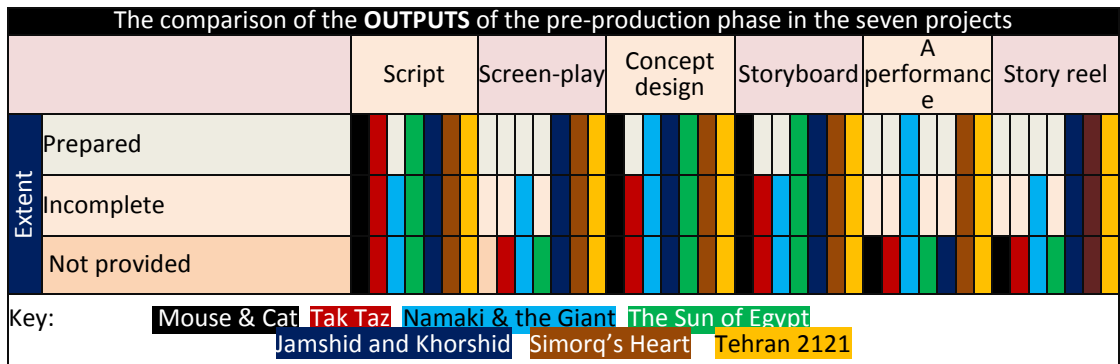 The comparison of the OUTPUTS of the pre-production phase in the seven projects
Script
Screen-play
Concept
design
Storyboard
A
performanc
e
Story reel
Extent
Prepared
Incomplete
Not provided
Key: Mouse & Cat Tak Taz Namaki & the Giant The Sun of Egypt
Jamshid and Khorshid Simorq's Heart Tehran 2121